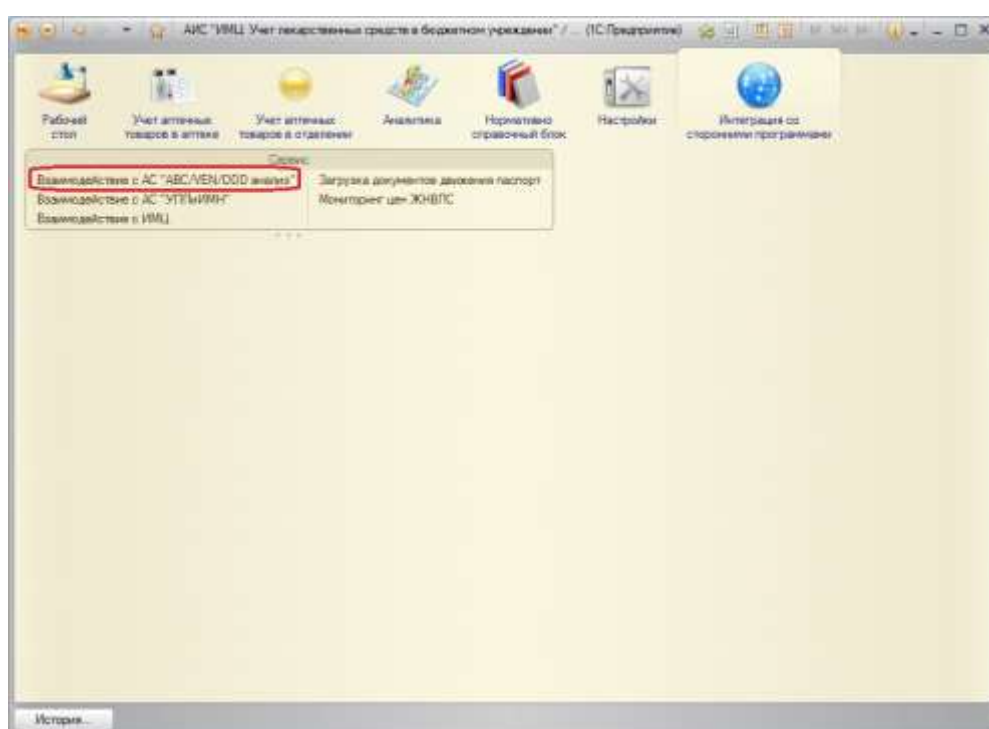 АИС "ИМЦ: Учет лекарственных средств в бюджетном учреждении" / ... (1С:Предприятие)
Рабочий
стол
Учет аптечных
товаров в аптеке
Учет аптечных
товаров в отделении
Аналитика
Нормативно
справочный блок
Настройки
Интеграция со
сторонними программами
Сервис
Взаимодействие с АС "ABC/VEN/DDD анализ"
Взаимодействие с АС "УГПЬИМН"
Взаимодействие с ИМЦ
Загрузка документов движения паспорт
Мониторинг цен ЖНВЛС
История...